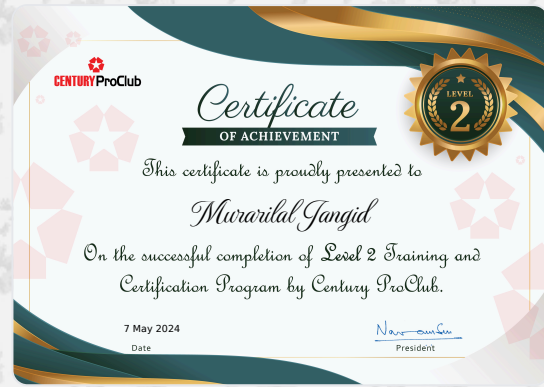 CENTURY ProClub
Certificate
OF ACHIEVEMENT
LEVEL
2
This certificate is proudly presented to
Murarilal Jangid
On the successful completion of Level 2 Training and
Certification Program by Century ProClub.
7 May 2024
Date
President